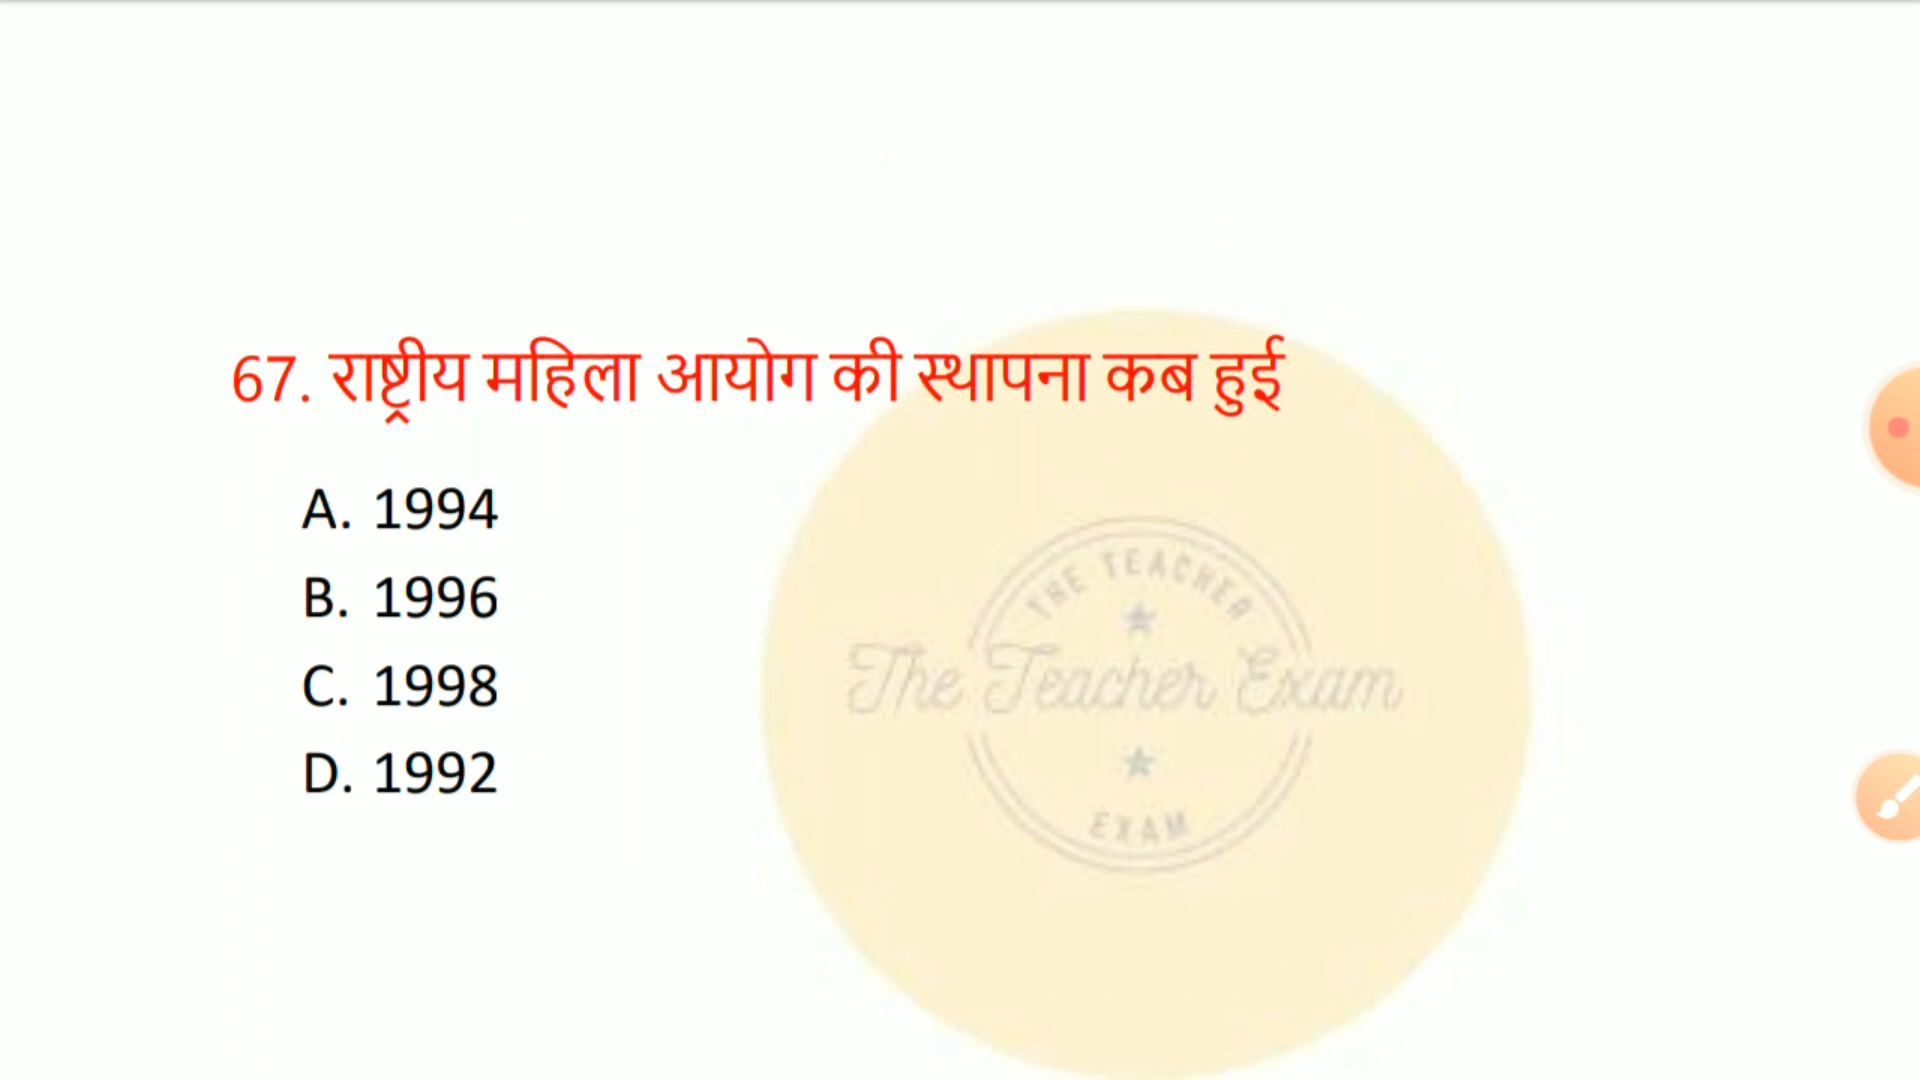 67. राष्ट्रीय महिला आयोग की स्थापना कब हुई
A. 1994
B. 1996
C. 1998
D. 1992
THE TEACHER
The Teacher Exam
EXAM